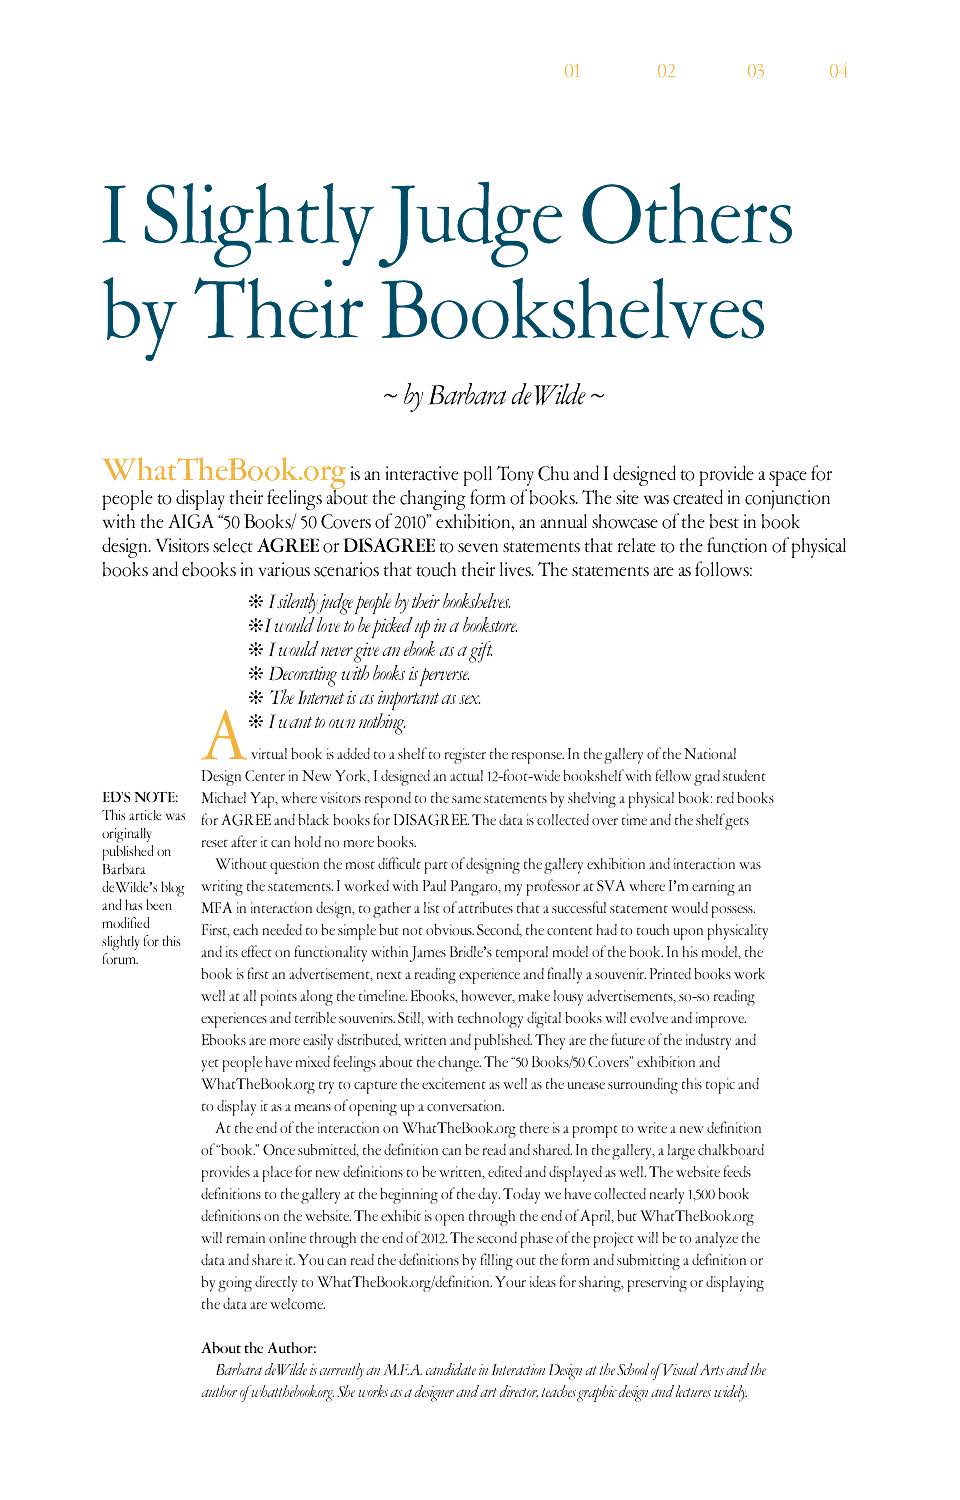 01 02 03 04
I Slightly Judge Others
by Their Bookshelves
~ by Barbara deWilde ~
WhatTheBook.org is an interactive poll Tony Chu and I designed to provide a space for
people to display their feelings about the changing form of books. The site was created in conjunction
with the AIGA “50 Books/ 50 Covers of 2010” exhibition, an annual showcase of the best in book
design. Visitors select AGREE or DISAGREE to seven statements that relate to the function of physical
books and ebooks in various scenarios that touch their lives. The statements are as follows:
❊ I silently judge people by their bookshelves.
❊I would love to be picked up in a bookstore.
❊ I would never give an ebook as a gift.
❊ Decorating with books is perverse.
❊ The Internet is as important as sex.
❊ I want to own nothing.
A virtual book is added to a shelf to register the response. In the gallery of the National
Design Center in New York, I designed an actual 12-foot-wide bookshelf with fellow grad student
Michael Yap, where visitors respond to the same statements by shelving a physical book: red books
for AGREE and black books for DISAGREE. The data is collected over time and the shelf gets
reset after it can hold no more books.
Without question the most difficult part of designing the gallery exhibition and interaction was
writing the statements. I worked with Paul Pangaro, my professor at SVA where I’m earning an
MFA in interaction design, to gather a list of attributes that a successful statement would possess.
First, each needed to be simple but not obvious. Second, the content had to touch upon physicality
and its effect on functionality within James Bridle’s temporal model of the book. In his model, the
book is first an advertisement, next a reading experience and finally a souvenir. Printed books work
well at all points along the timeline. Ebooks, however, make lousy advertisements, so-so reading
experiences and terrible souvenirs. Still, with technology digital books will evolve and improve.
Ebooks are more easily distributed, written and published. They are the future of the industry and
yet people have mixed feelings about the change. The “50 Books/50 Covers” exhibition and
WhatTheBook.org try to capture the excitement as well as the unease surrounding this topic and
to display it as a means of opening up a conversation.
At the end of the interaction on WhatTheBook.org there is a prompt to write a new definition
of “book.” Once submitted, the definition can be read and shared. In the gallery, a large chalkboard
provides a place for new definitions to be written, edited and displayed as well. The website feeds
definitions to the gallery at the beginning of the day. Today we have collected nearly 1,500 book
definitions on the website. The exhibit is open through the end of April, but WhatTheBook.org
will remain online through the end of 2012. The second phase of the project will be to analyze the
data and share it. You can read the definitions by filling out the form and submitting a definition or
by going directly to WhatTheBook.org/definition. Your ideas for sharing, preserving or displaying
the data are welcome.
ED’S NOTE:
This article was
originally
published on
Barbara
deWilde’s blog
and has been
modified
slightly for this
forum.
About the Author:
Barbara deWilde is currently an M.F.A. candidate in Interaction Design at the School of Visual Arts and the
author of whatthebook.org. She works as a designer and art director, teaches graphic design and lectures widely.